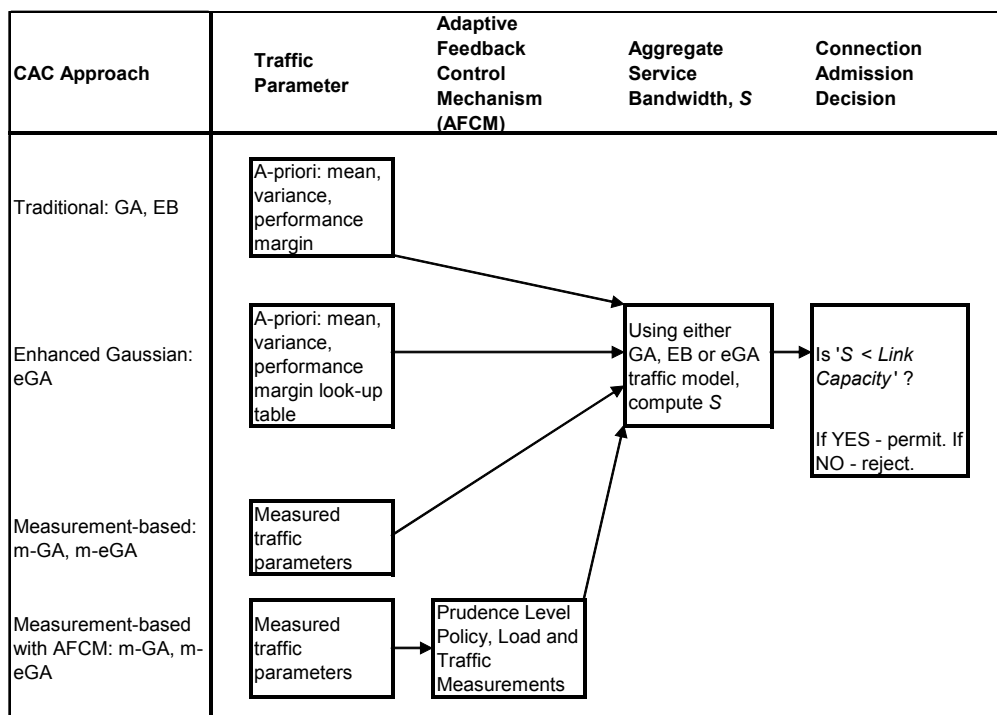 CAC Approach
Traffic
Parameter
Adaptive
Feedback
Control
Mechanism
(AFCM)
Aggregate
Service
Bandwidth, S
Connection
Admission
Decision
Traditional: GA, EB
A-priori: mean,
variance,
performance
margin
Enhanced Gaussian:
eGA
A-priori: mean,
variance,
performance
margin look-up
table
Using either
GA, EB or eGA
traffic model,
compute S
Is 'S < Link
Capacity' ?
If YES - permit. If
NO - reject.
Measurement-based:
m-GA, m-eGA
Measured
traffic
parameters
Measurement-based
with AFCM: m-GA, m-
eGA
Measured
traffic
parameters
Prudence Level
Policy, Load and
Traffic
Measurements